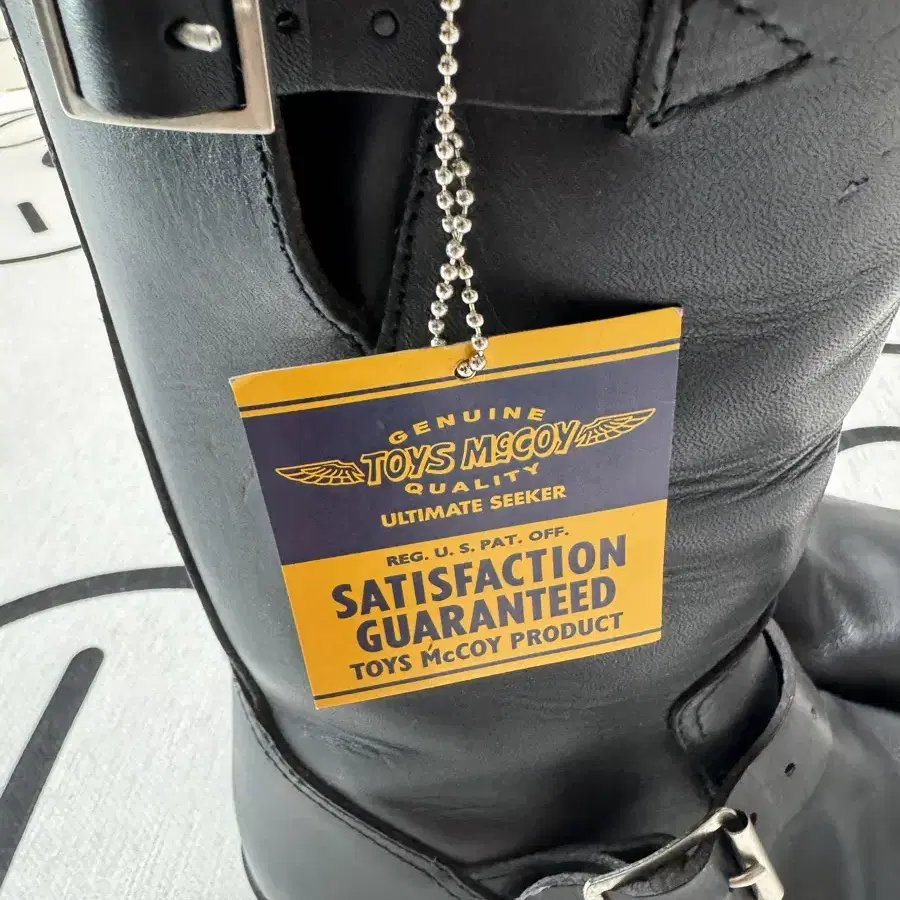 GENUINE
TOYS McCOY
QUALITY
ULTIMATE SEEKER
REG. U. S. PAT. OFF.
SATISFACTION
GUARANTEED
TOYS McCOY PRODUCT